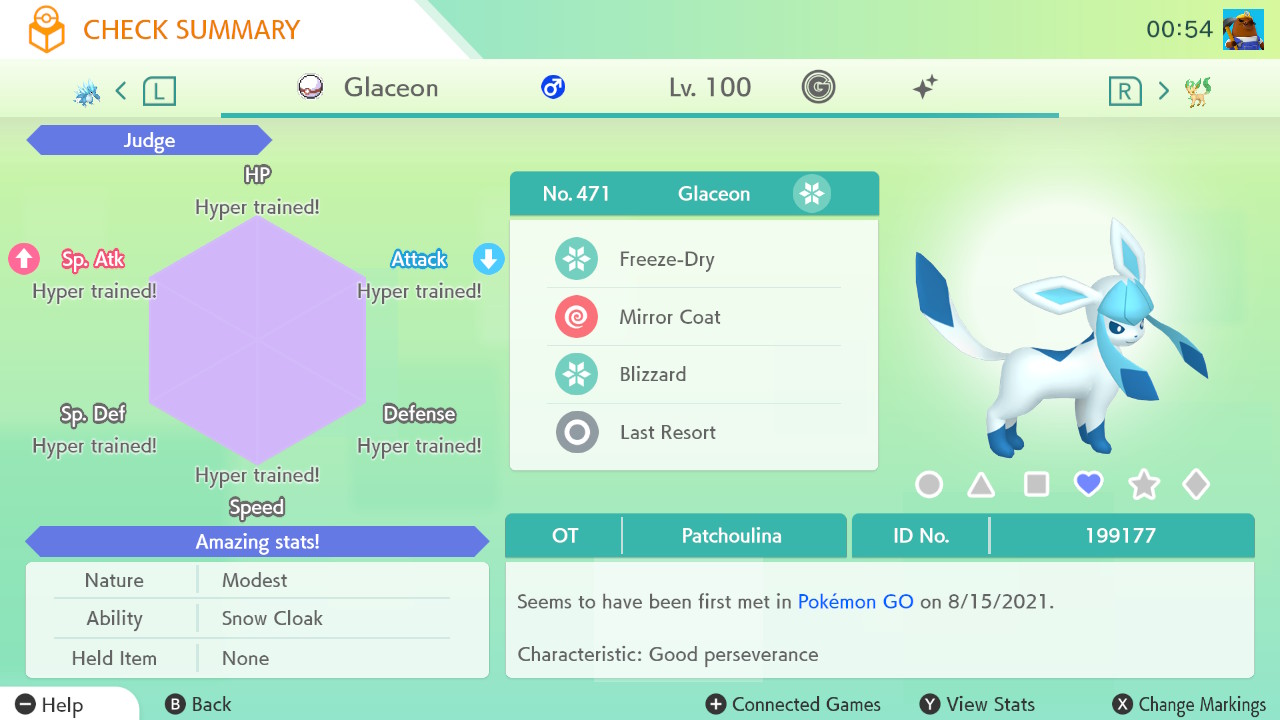 CHECK SUMMARY
00:54
L
Glaceon
Lv. 100
G
R
Judge
HP
Hyper trained!
Sp. Atk
Hyper trained!
Attack
Hyper trained!
Sp. Def
Hyper trained!
Defense
Hyper trained!
Hyper trained!
Speed
Amazing stats!
Nature Modest
Ability Snow Cloak
Held Item None
No. 471 Glaceon
Freeze-Dry
Mirror Coat
Blizzard
Last Resort
OT Patchoulina
ID No. 199177
Seems to have been first met in Pokémon GO on 8/15/2021.
Characteristic: Good perseverance
Help
B Back
Connected Games
Y View Stats
X Change Markings